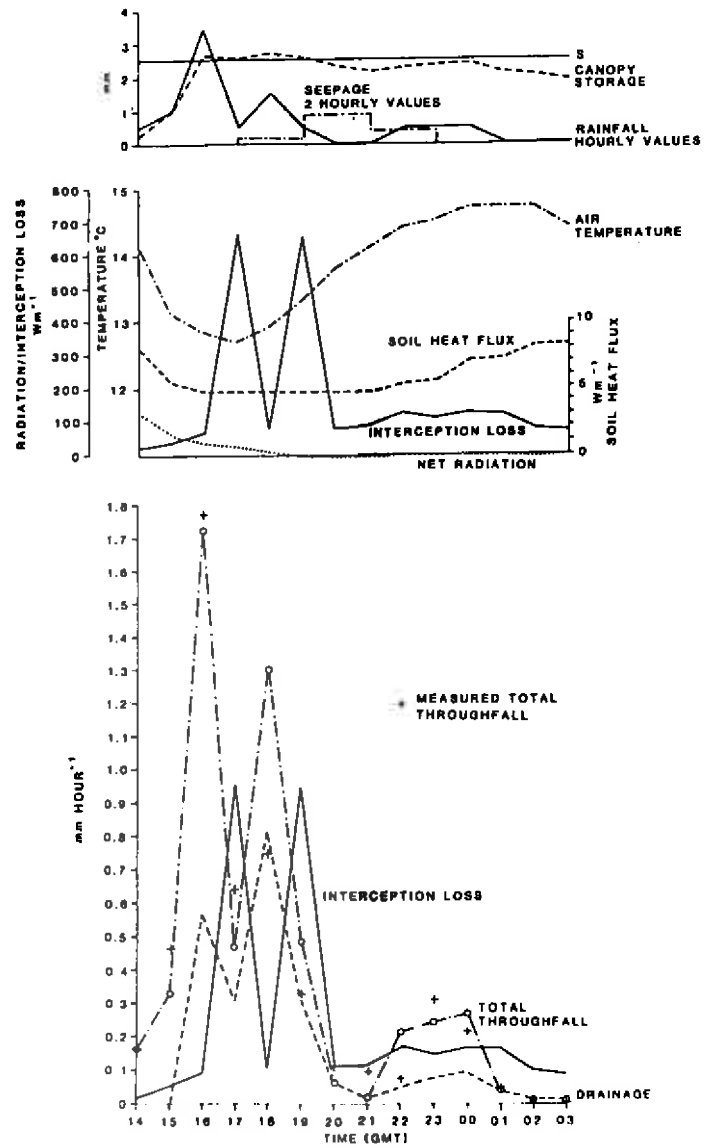 4
3
2
1
0
mm
S
CANOPY
STORAGE
SEEPAGE
2 HOURLY VALUES
RAINFALL
HOURLY VALUES
800
700
600
500
400
300
200
100
0
RADIATION/INTERCEPTION LOSS
Wm⁻¹
15
14
13
12
TEMPERATURE °C
AIR
TEMPERATURE
SOIL HEAT FLUX
INTERCEPTION LOSS
NET RADIATION
10
5
0
Wm⁻¹
SOIL HEAT FLUX
1.8
1.7
1.6
1.5
1.4
1.3
1.2
1.1
1.0
0.9
0.8
0.7
0.6
0.5
0.4
0.3
0.2
0.1
0
mm HOUR⁻¹
+ MEASURED TOTAL
THROUGHFALL
INTERCEPTION LOSS
TOTAL
THROUGHFALL
DRAINAGE
14 15 16 17 18 19 20 21 22 23 00 01 02 03
TIME (GMT)